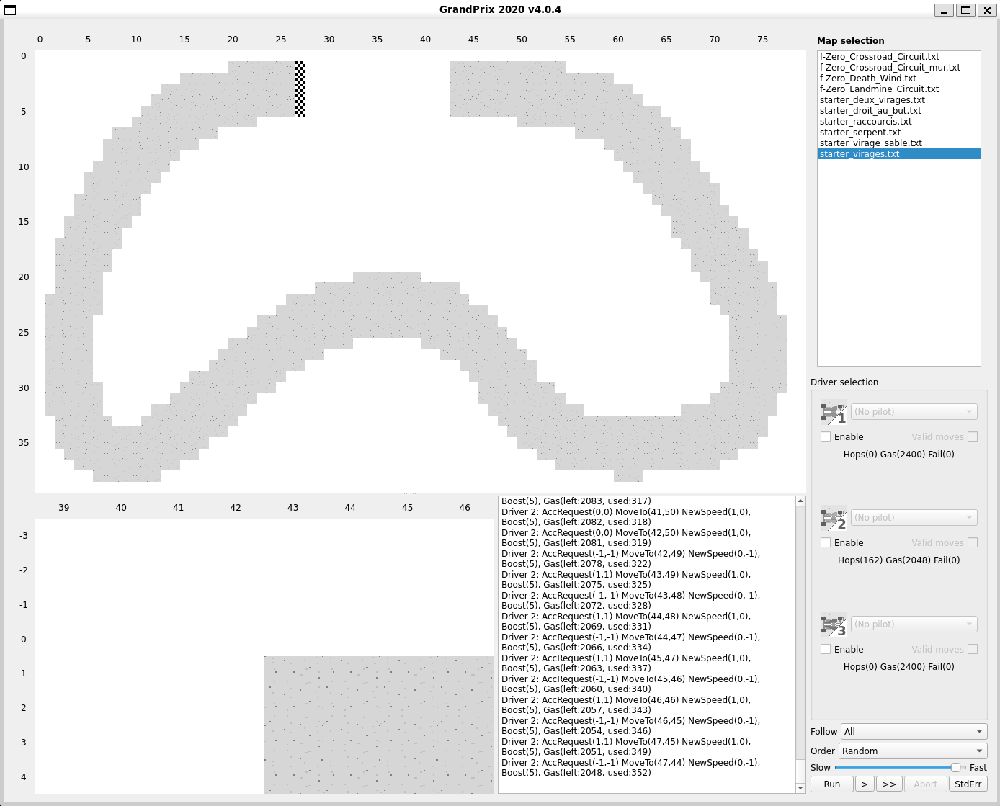 GrandPrix 2020 v4.0.4
0 5 10 15 20 25 30 35 40 45 50 55 60 65 70 75
0
5
10
15
20
25
30
35
Map selection
f-Zero_Crossroad_Circuit.txt
f-Zero_Crossroad_Circuit_mur.txt
f-Zero_Death_Wind.txt
f-Zero_Landmine_Circuit.txt
starter_deux_virages.txt
starter_droit_au_but.txt
starter_raccourcis.txt
starter_serpent.txt
starter_virage_sable.txt
starter_virages.txt
39 40 41 42 43 44 45 46
-3
-2
-1
0
1
2
3
4
Boost(5), Gas(left:2083, used:317)
Driver 2: AccRequest(0,0) MoveTo(41,50) NewSpeed(1,0),
Boost(5), Gas(left:2082, used:318)
Driver 2: AccRequest(0,0) MoveTo(42,50) NewSpeed(1,0),
Boost(5), Gas(left:2081, used:319)
Driver 2: AccRequest(-1,-1) MoveTo(42,49) NewSpeed(0,-1),
Boost(5), Gas(left:2078, used:322)
Driver 2: AccRequest(1,1) MoveTo(43,49) NewSpeed(1,0),
Boost(5), Gas(left:2075, used:325)
Driver 2: AccRequest(-1,-1) MoveTo(43,48) NewSpeed(0,-1),
Boost(5), Gas(left:2072, used:328)
Driver 2: AccRequest(1,1) MoveTo(44,48) NewSpeed(1,0),
Boost(5), Gas(left:2069, used:331)
Driver 2: AccRequest(-1,-1) MoveTo(44,47) NewSpeed(0,-1),
Boost(5), Gas(left:2066, used:334)
Driver 2: AccRequest(1,1) MoveTo(45,47) NewSpeed(1,0),
Boost(5), Gas(left:2063, used:337)
Driver 2: AccRequest(-1,-1) MoveTo(45,46) NewSpeed(0,-1),
Boost(5), Gas(left:2060, used:340)
Driver 2: AccRequest(1,1) MoveTo(46,46) NewSpeed(1,0),
Boost(5), Gas(left:2057, used:343)
Driver 2: AccRequest(-1,-1) MoveTo(46,45) NewSpeed(0,-1),
Boost(5), Gas(left:2054, used:346)
Driver 2: AccRequest(1,1) MoveTo(47,45) NewSpeed(1,0),
Boost(5), Gas(left:2051, used:349)
Driver 2: AccRequest(-1,-1) MoveTo(47,44) NewSpeed(0,-1),
Boost(5), Gas(left:2048, used:352)
Driver selection
1 (No pilot)
Enable Valid moves
Hops(0) Gas(2400) Fail(0)
2 (No pilot)
Enable Valid moves
Hops(162) Gas(2048) Fail(0)
3 (No pilot)
Enable Valid moves
Hops(0) Gas(2400) Fail(0)
Follow All
Order Random
Slow Fast
Run > >> Abort StdErr